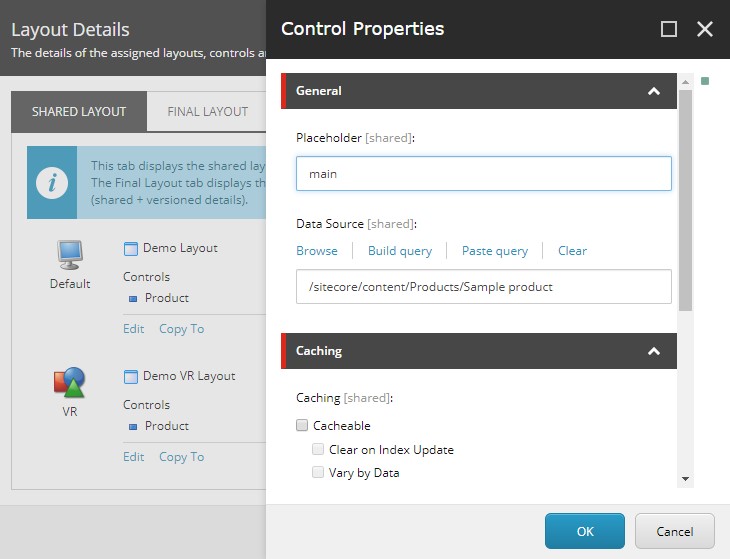 Layout Details
The details of the assigned layouts, controls a
SHARED LAYOUT
FINAL LAYOUT
This tab displays the shared lay
The Final Layout tab displays th
(shared + versioned details).
Default
Demo Layout
Controls
Product
Edit Copy To
VR
Demo VR Layout
Controls
Product
Edit Copy To
Control Properties
General
Placeholder [shared]:
main
Data Source [shared]:
Browse Build query Paste query Clear
/sitecore/content/Products/Sample product
Caching
Caching [shared]:
Cacheable
Clear on Index Update
Vary by Data
OK
Cancel